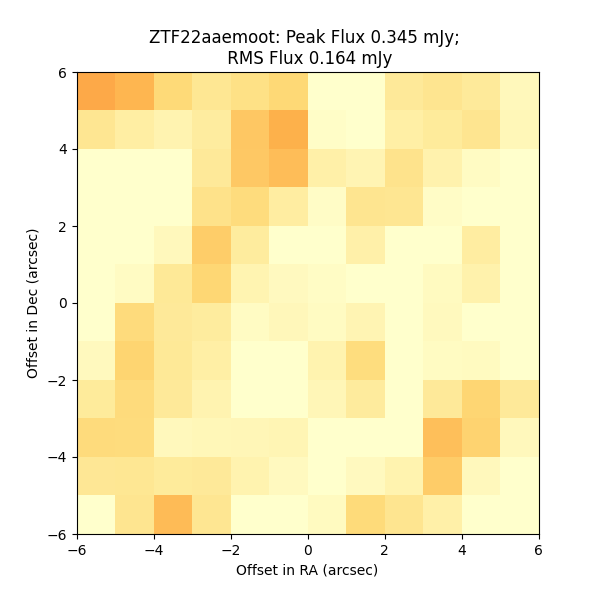 ZTF22aaemoot: Peak Flux 0.345 mJy;
RMS Flux 0.164 mJy
6
4
2
0
−2
−4
−6
Offset in Dec (arcsec)
−6 −4 −2 0 2 4 6
Offset in RA (arcsec)